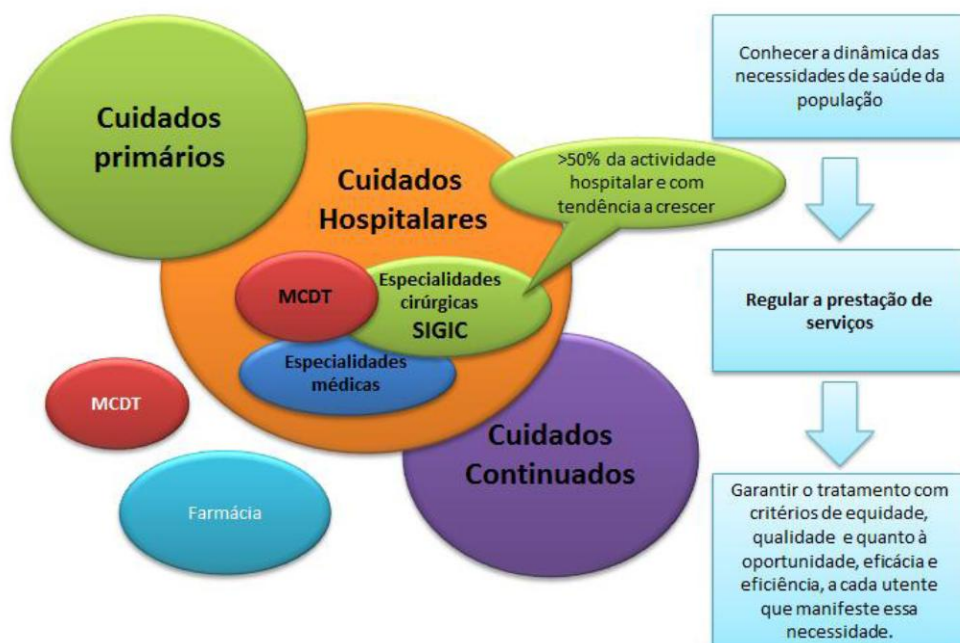 Cuidados
primários
Cuidados
Hospitalares
>50% da actividade
hospitalar e com
tendência a crescer
MCDT
Especialidades
cirúrgicas
SIGIC
Especialidades
médicas
MCDT
Cuidados
Continuados
Farmácia
Conhecer a dinâmica das
necessidades de saúde da
população
Regular a prestação de
serviços
Garantir o tratamento com
critérios de equidade,
qualidade e quanto à
oportunidade, eficácia e
eficiência, a cada utente
que manifeste essa
necessidade.